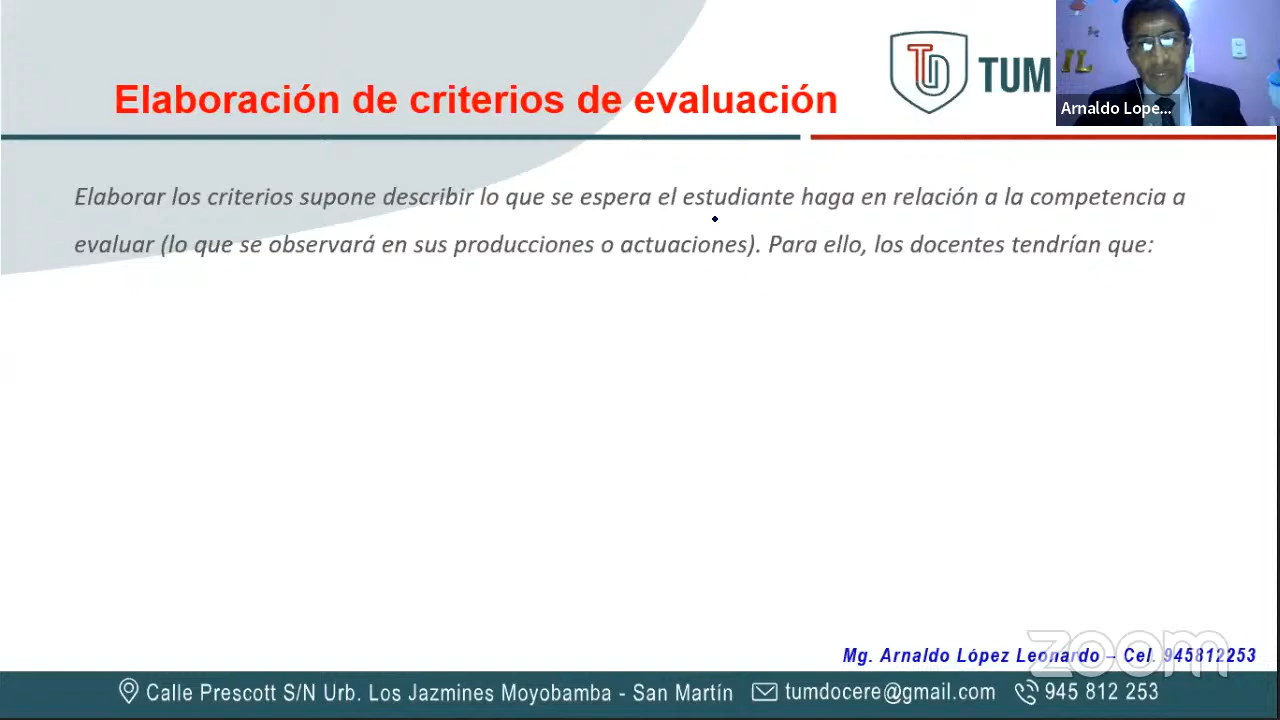 Elaboración de criterios de evaluación
TUM
Arnaldo Lope...
Elaborar los criterios supone describir lo que se espera el estudiante haga en relación a la competencia a
evaluar (lo que se observará en sus producciones o actuaciones). Para ello, los docentes tendrían que:
zoom
Mg. Arnaldo López Leonardo – Cel. 945812253
Calle Prescott S/N Urb. Los Jazmines Moyobamba - San Martín tumdocere@gmail.com 945 812 253